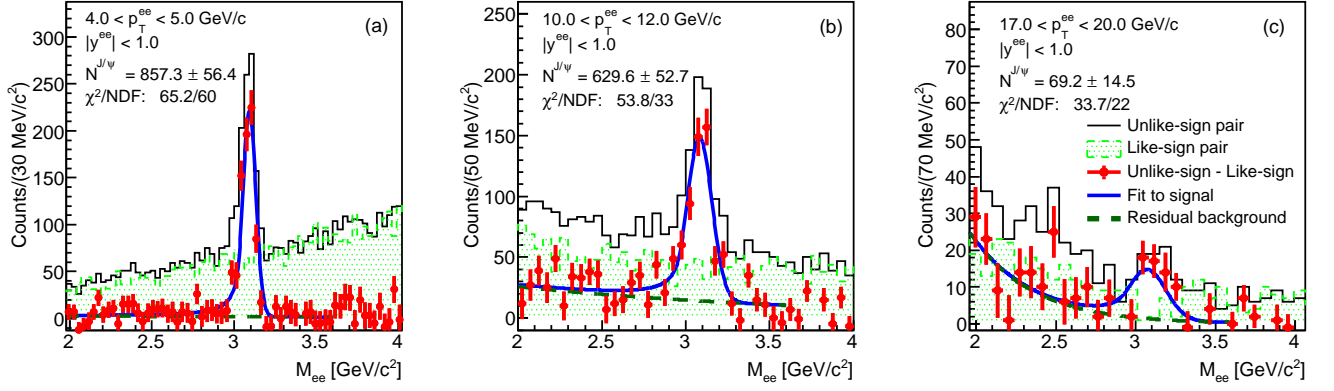 4.0 < p_T^ee < 5.0 GeV/c
(a)
|y^ee| < 1.0
N^J/ψ = 857.3 ± 56.4
χ²/NDF: 65.2/60
Counts/(30 MeV/c²)
300
250
200
150
100
50
0
2 2.5 3 3.5 4
M_ee [GeV/c²]
10.0 < p_T^ee < 12.0 GeV/c
(b)
|y^ee| < 1.0
N^J/ψ = 629.6 ± 52.7
χ²/NDF: 53.8/33
Counts/(50 MeV/c²)
250
200
150
100
50
0
2 2.5 3 3.5 4
M_ee [GeV/c²]
17.0 < p_T^ee < 20.0 GeV/c
(c)
|y^ee| < 1.0
N^J/ψ = 69.2 ± 14.5
χ²/NDF: 33.7/22
Unlike-sign pair
Like-sign pair
Unlike-sign - Like-sign
Fit to signal
Residual background
Counts/(70 MeV/c²)
80
70
60
50
40
30
20
10
0
2 2.5 3 3.5 4
M_ee [GeV/c²]